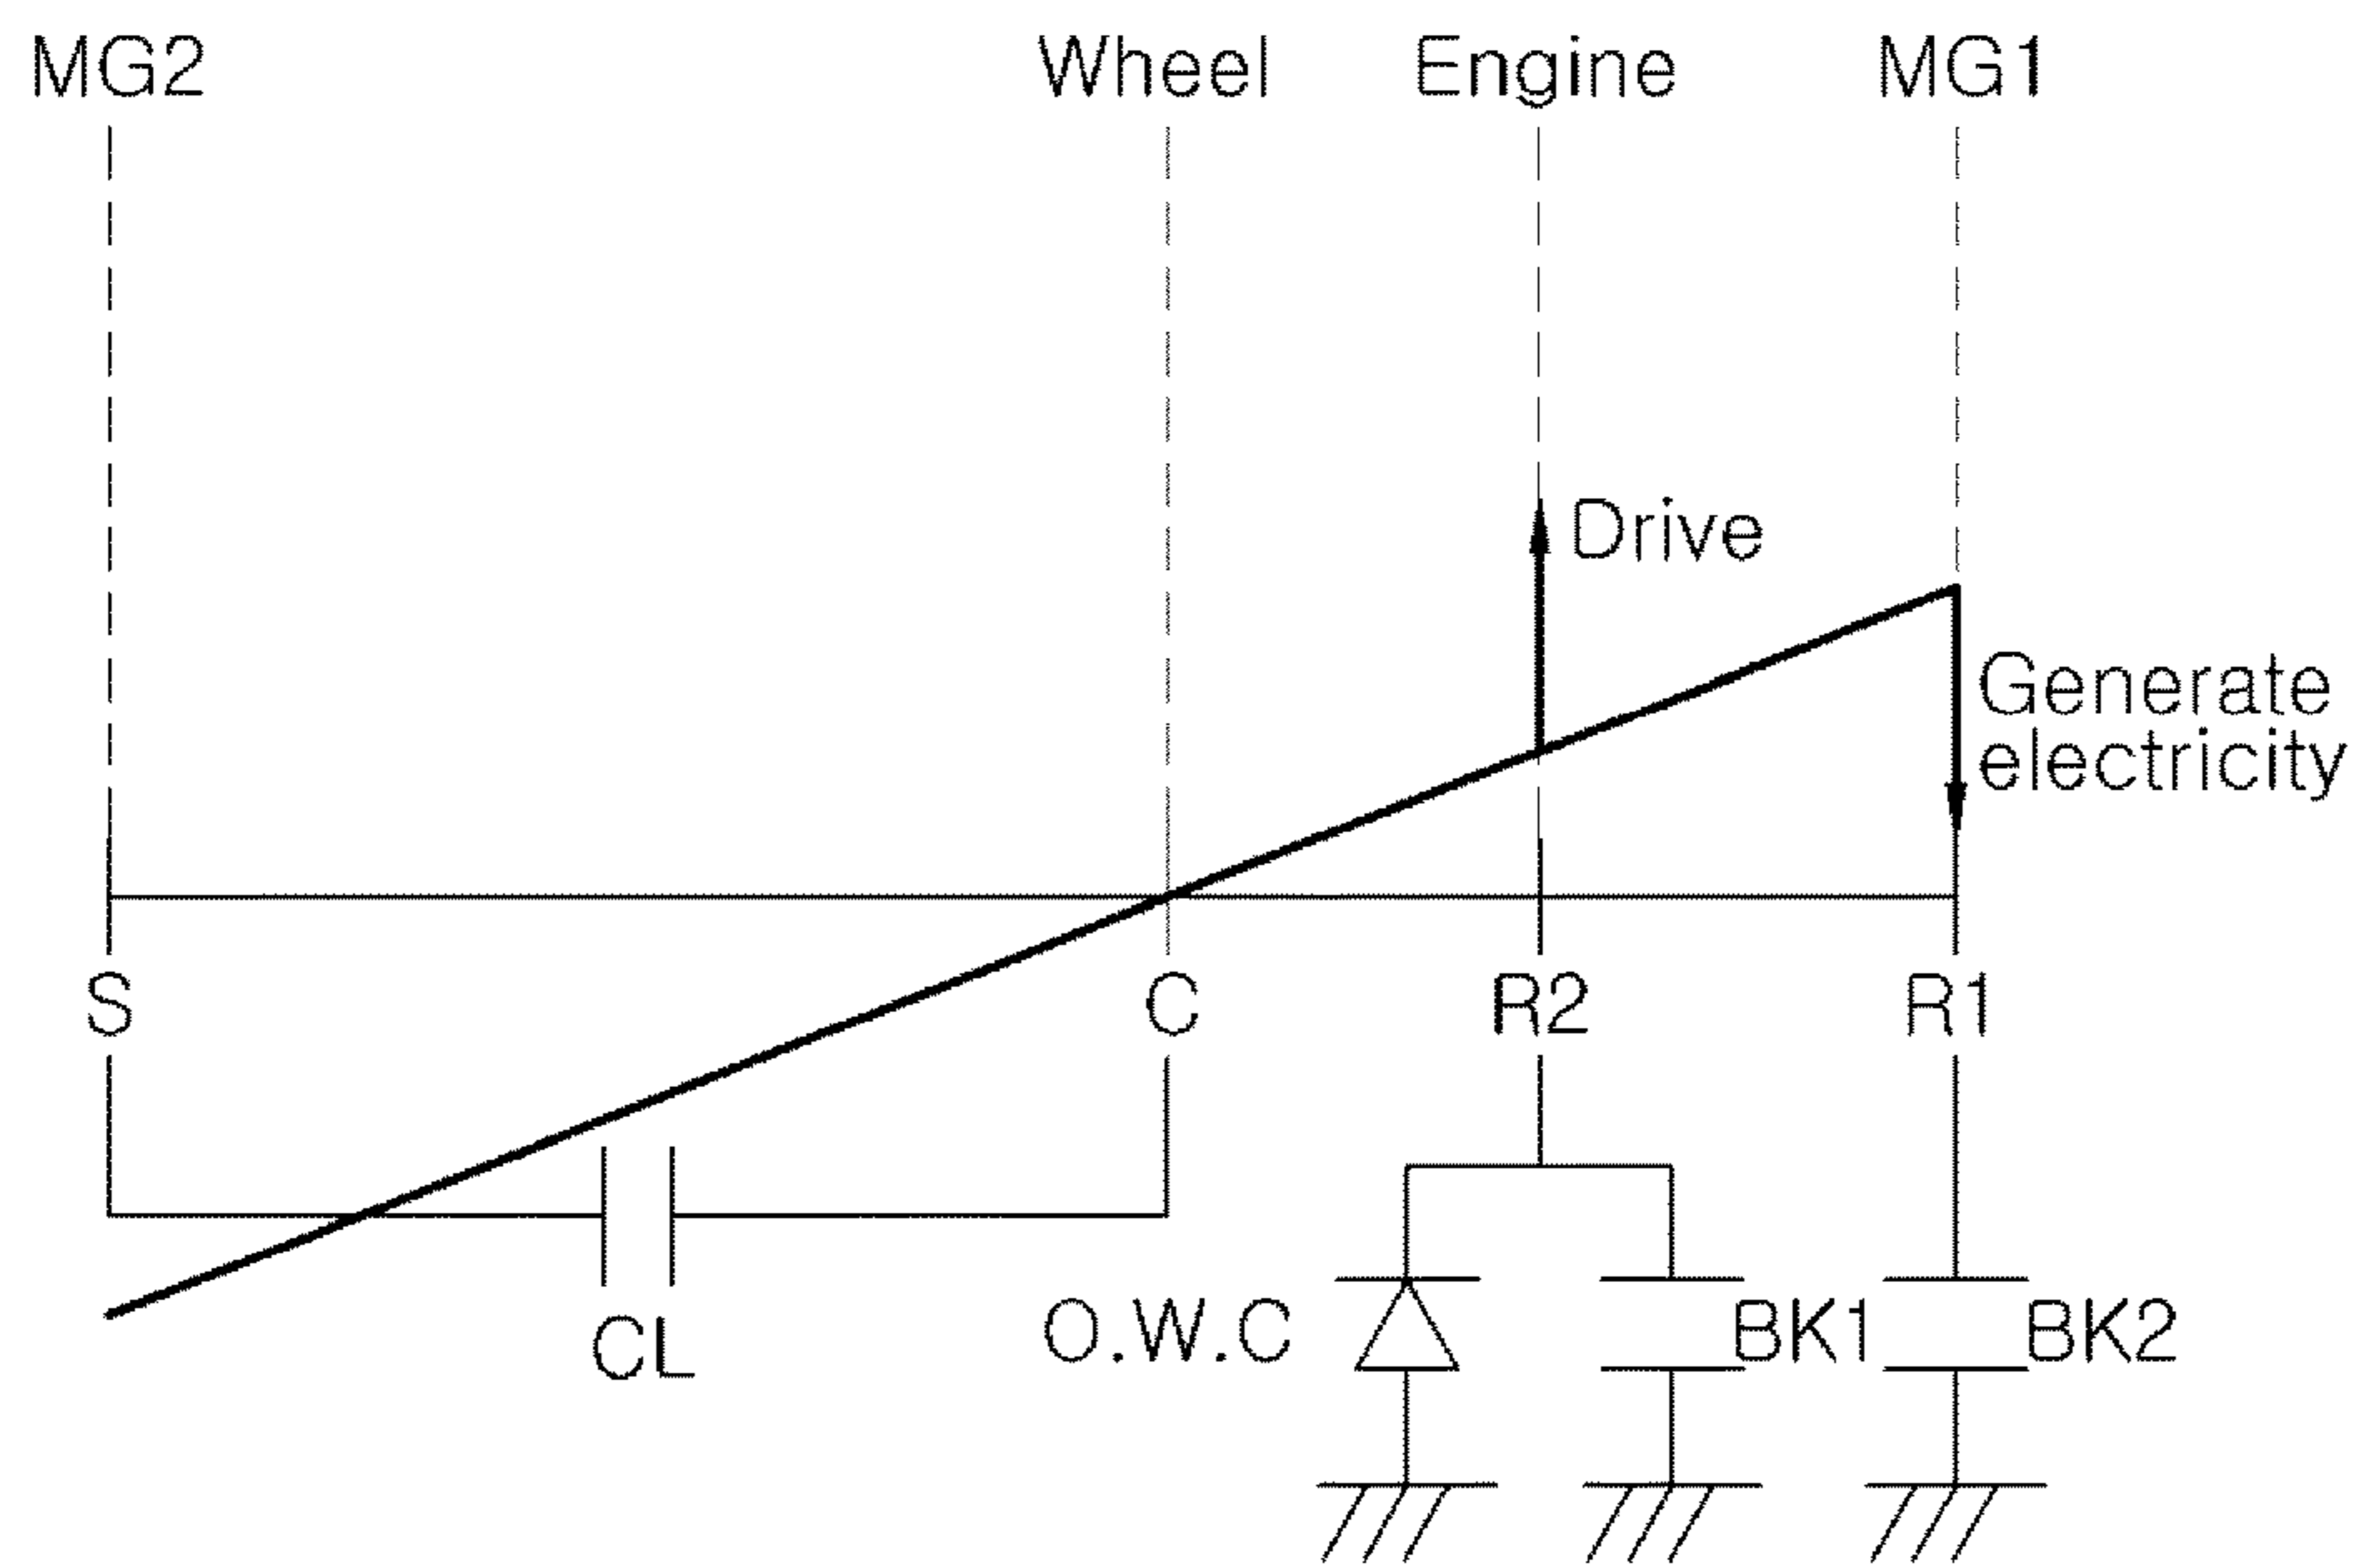 MG2 Wheel Engine MG1
Drive
Generate
electricity
S C R2 R1
CL O.W.C BK1 BK2